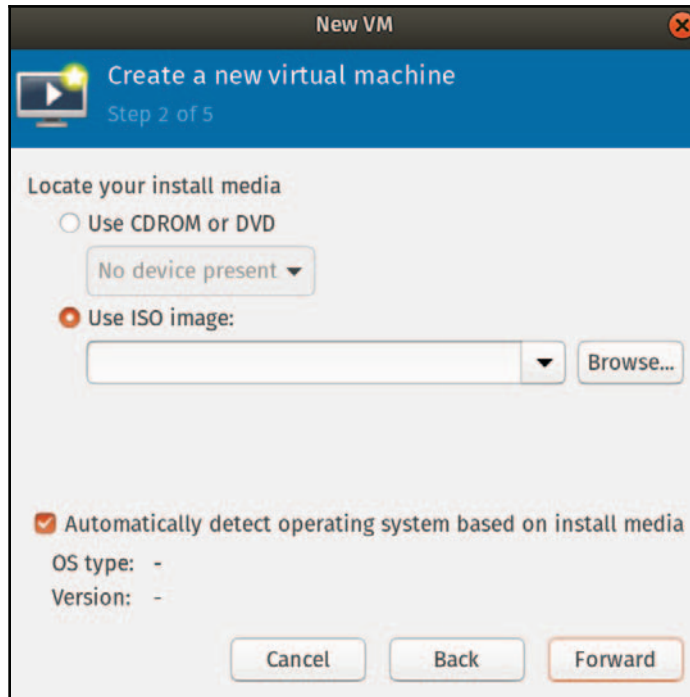 New VM
Create a new virtual machine
Step 2 of 5
Locate your install media
Use CDROM or DVD
No device present
Use ISO image:
Browse...
Automatically detect operating system based on install media
OS type: -
Version: -
Cancel Back Forward